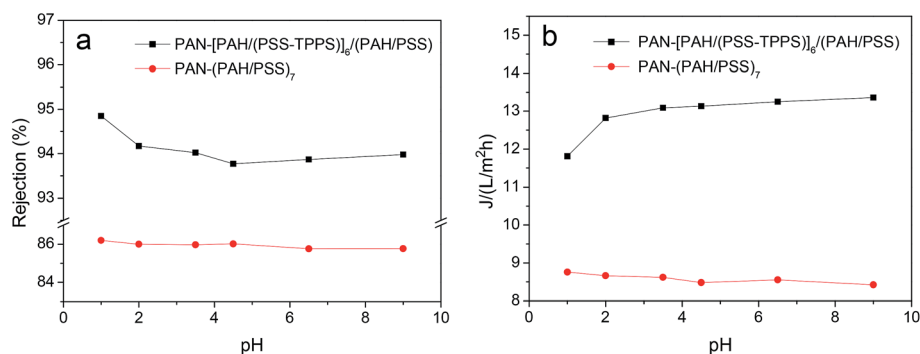 a
PAN-[PAH/(PSS-TPPS)]₆/(PAH/PSS)
PAN-(PAH/PSS)₇
Rejection (%)
97
96
95
94
93
86
84
0
2
4
6
8
10
pH
b
PAN-[PAH/(PSS-TPPS)]₆/(PAH/PSS)
PAN-(PAH/PSS)₇
J/(L/m²h)
15
14
13
12
11
10
9
8
0
2
4
6
8
10
pH